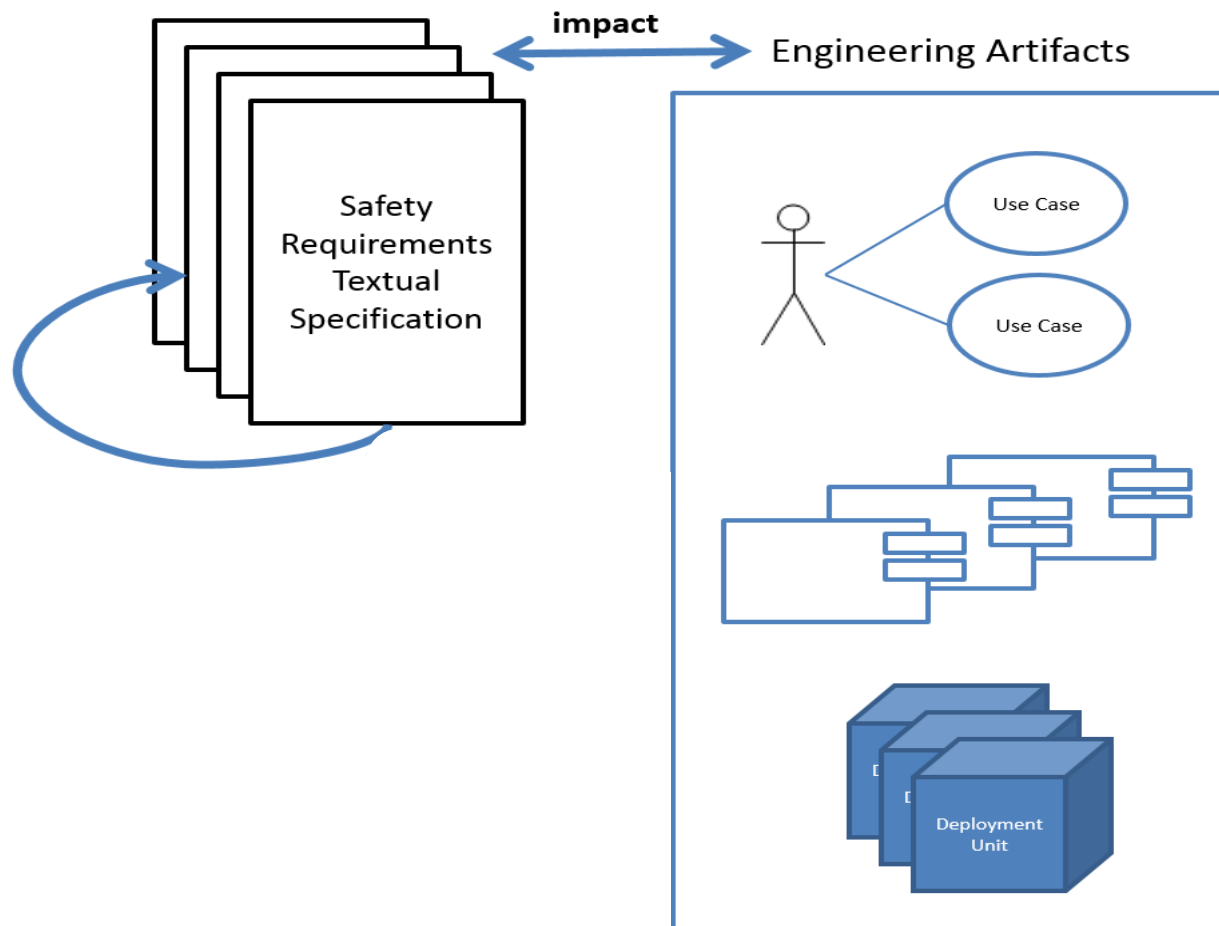 impact
Engineering Artifacts
Safety
Requirements
Textual
Specification
Use Case
Use Case
D
D
Deployment
Unit